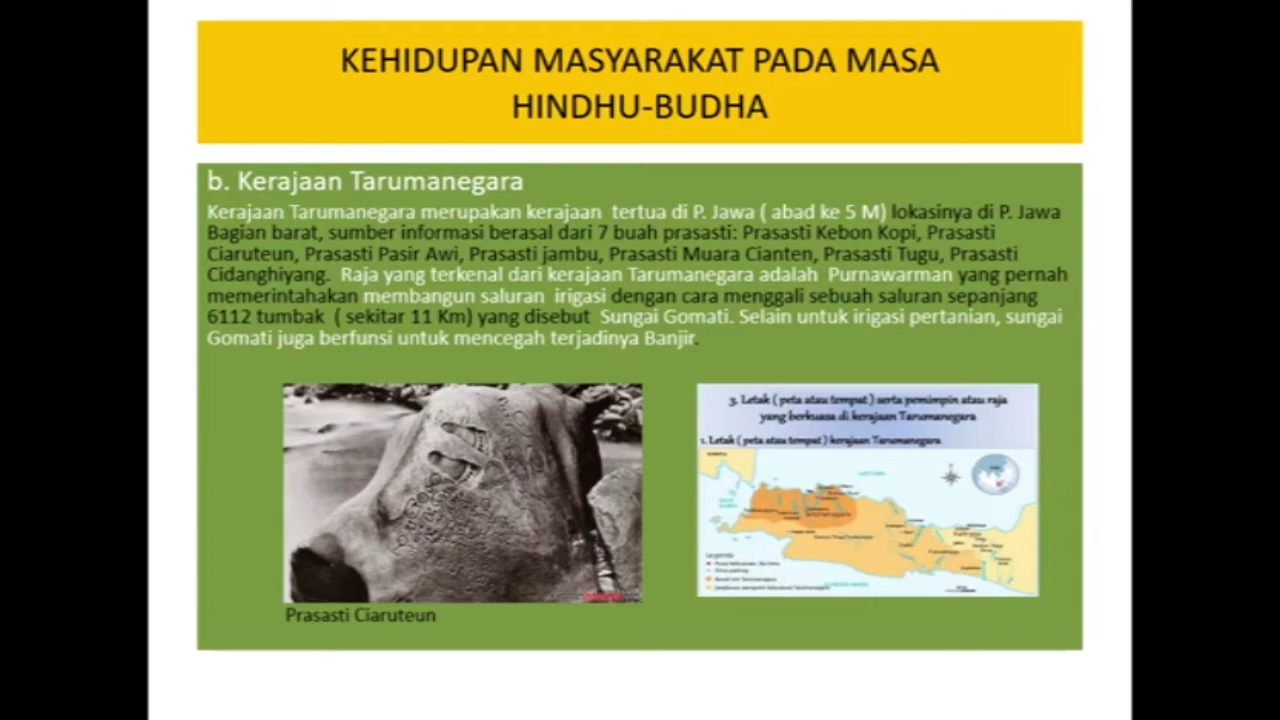 KEHIDUPAN MASYARAKAT PADA MASA
HINDHU-BUDHA
b. Kerajaan Tarumanegara
Kerajaan Tarumanegara merupakan kerajaan tertua di P. Jawa ( abad ke 5 M) lokasinya di P. Jawa
Bagian barat, sumber informasi berasal dari 7 buah prasasti: Prasasti Kebon Kopi, Prasasti
Ciaruteun, Prasasti Pasir Awi, Prasasti jambu, Prasasti Muara Cianten, Prasasti Tugu, Prasasti
Cidanghiyang. Raja yang terkenal dari kerajaan Tarumanegara adalah Purnawarman yang pernah
memerintahakan membangun saluran irigasi dengan cara menggali sebuah saluran sepanjang
6112 tumbak ( sekitar 11 Km) yang disebut Sungai Gomati. Selain untuk irigasi pertanian, sungai
Gomati juga berfunsi untuk mencegah terjadinya Banjir.
3. Letak ( peta atau tempat ) serta pemimpin atau raja
yang berkuasa di kerajaan Tarumanegara
1. Letak ( peta atau tempat ) kerajaan Tarumanegara
Prasasti Ciaruteun